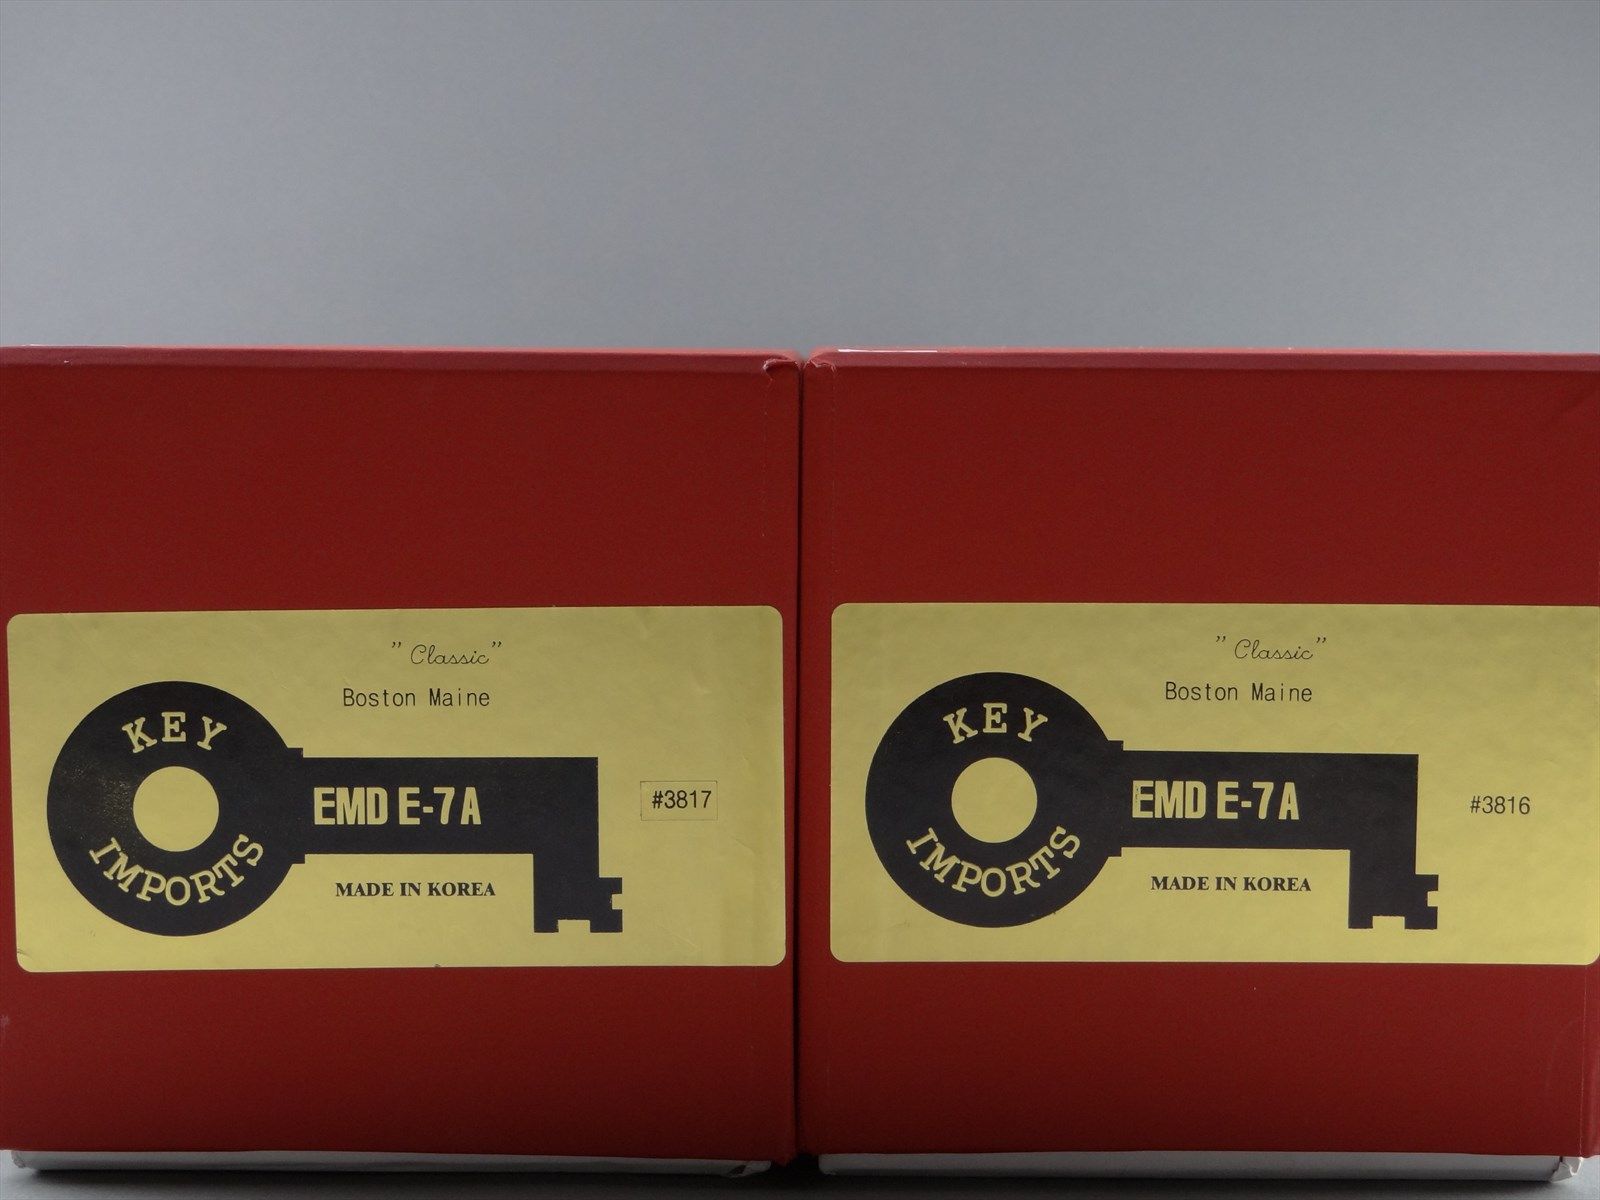 " Classic "
Boston Maine
KEY
IMPORTS
EMD E-7A
#3817
MADE IN KOREA
" Classic "
Boston Maine
KEY
IMPORTS
EMD E-7A
#3816
MADE IN KOREA